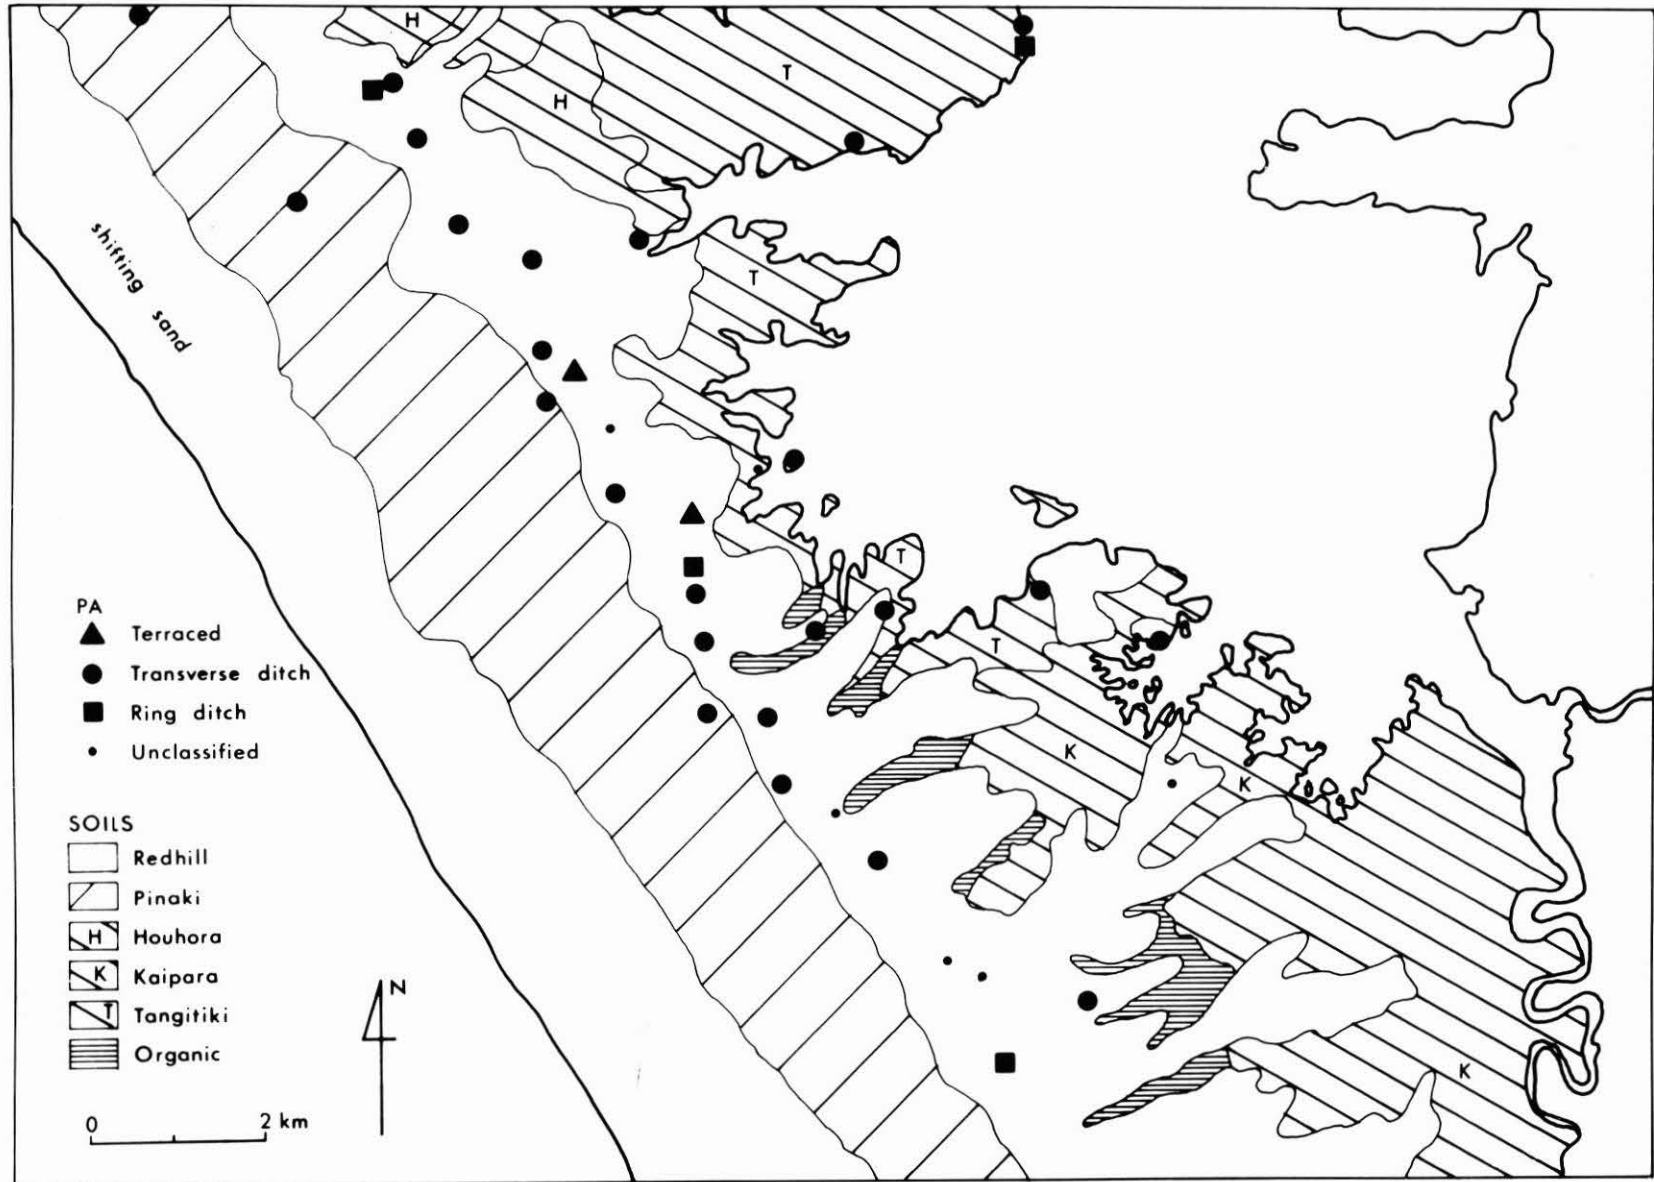 H
T
H
shifting sand
T
T
T
K
K
K
PA
Terraced
Transverse ditch
Ring ditch
Unclassified
SOILS
Redhill
Pinaki
H Houhora
K Kaipara
T Tangitiki
Organic
N
0 2 km